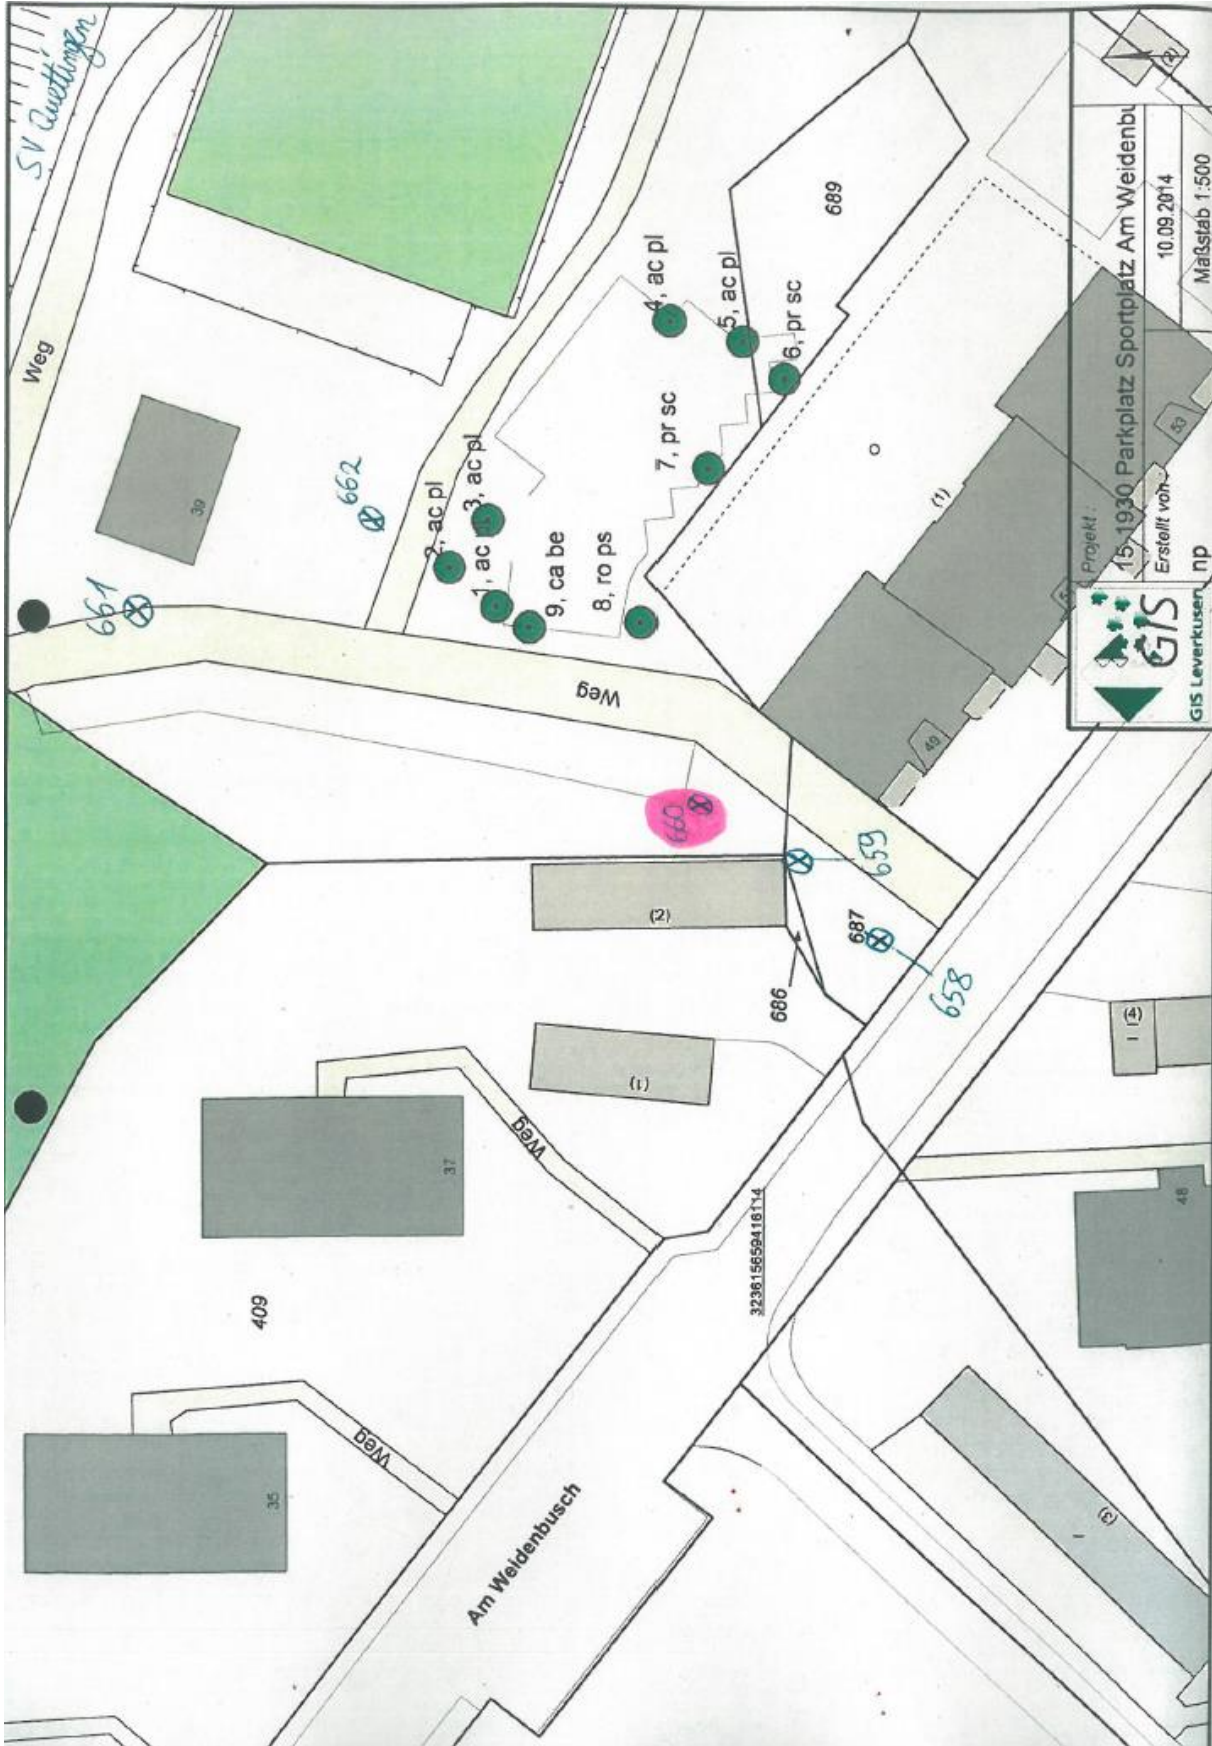 SV Quettingen
Weg
39
661
662
2, ac pl
3, ac pl
1, ac
9, ca be
8, ro ps
4, ac pl
5, ac pl
6, pr sc
7, pr sc
689
Weg
660
659
687
658
686
(2)
(1)
(1)
49
53
(2)
Projekt:
15-1930 Parkplatz Sportplatz Am Weidenbu
Erstellt von:
np
10.09.2014
Maßstab 1:500
GIS
GIS Leverkusen
37
Weg
409
35
Weg
Am Weidenbusch
(4)
I
48
(3)
I